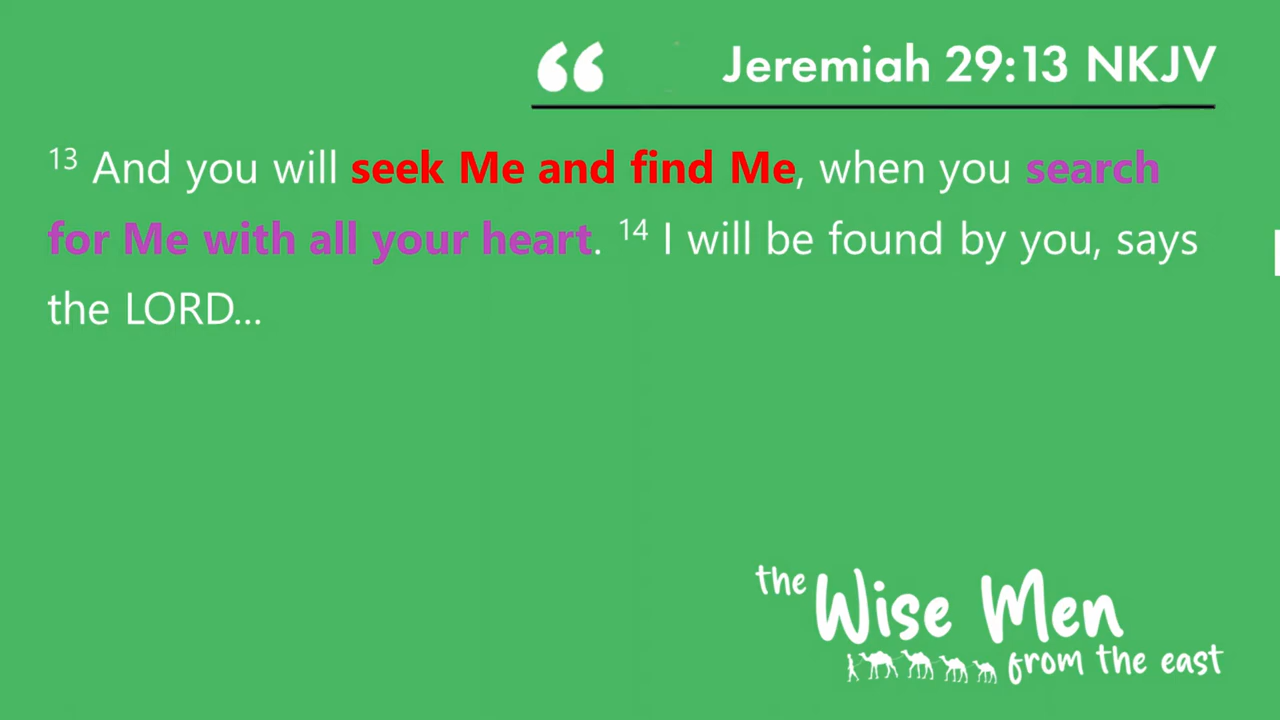 “ Jeremiah 29:13 NKJV
13 And you will seek Me and find Me, when you search
for Me with all your heart. 14 I will be found by you, says
the LORD...
the Wise Men
from the east